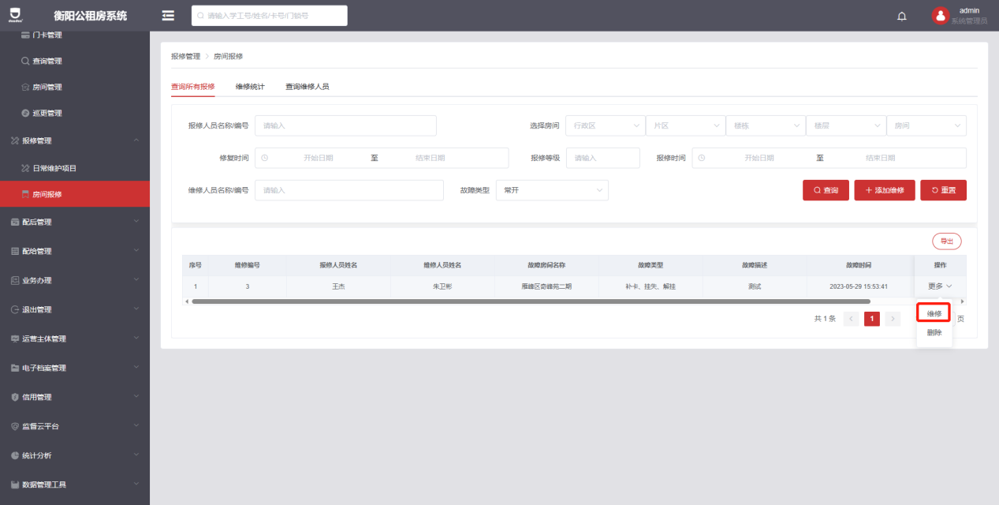 衡阳公租房系统
请输入学工号/姓名/卡号/门锁号
admin
系统管理员
门卡管理
查询管理
房间管理
巡更管理
报修管理
日常维护项目
房间报修
配后管理
配给管理
业务办理
退出管理
运营主体管理
电子档案管理
信用管理
监督云平台
统计分析
数据管理工具
报修管理 > 房间报修
查询所有报修 维修统计 查询维修人员
报修人员名称/编号 请输入 选择房间 行政区 片区 楼栋 楼层 房间
修复时间 开始日期 至 结束日期 报修等级 请输入 报修时间 开始日期 至 结束日期
维修人员名称/编号 请输入 故障类型 常开 查询 + 添加维修 重置
导出
序号 维修编号 报修人员姓名 维修人员姓名 故障房间名称 故障类型 故障描述 故障时间 操作
1 3 王杰 朱卫彬 雁峰区奇峰苑二期 补卡、挂失、解挂 测试 2023-05-29 15:53:41 更多
共 1 条 < 1 > 页
维修
删除